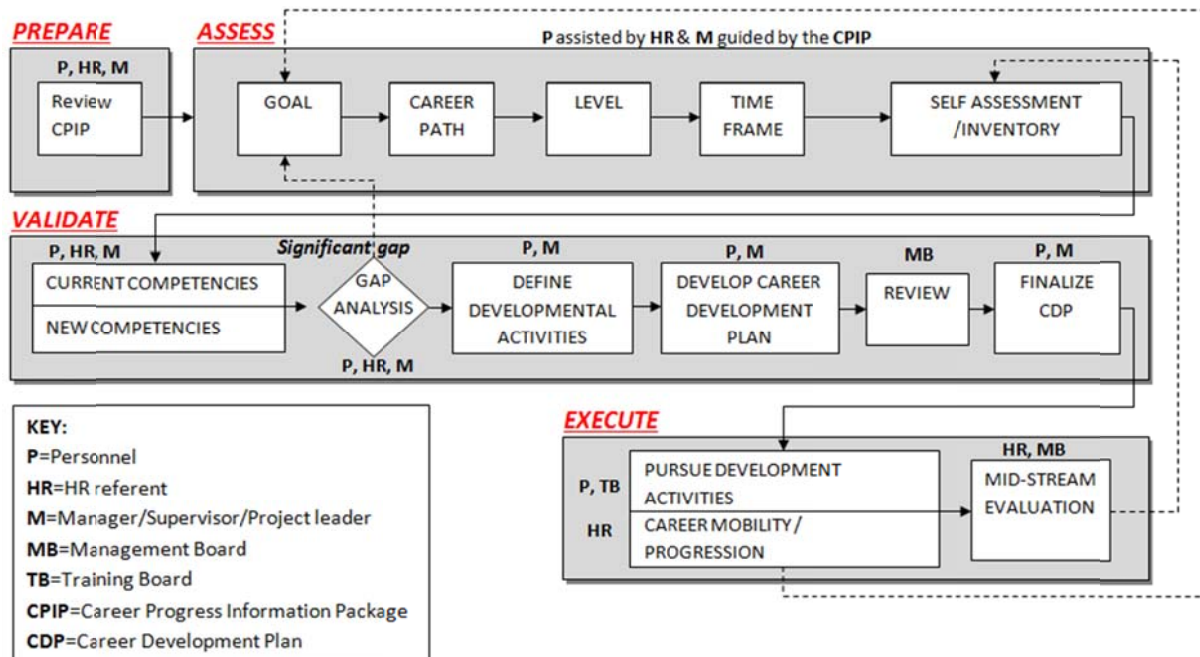 PREPARE
ASSESS
P assisted by HR & M guided by the CPIP
P, HR, M
Review
CPIP
GOAL
CAREER
PATH
LEVEL
TIME
FRAME
SELF ASSESSMENT
/INVENTORY
VALIDATE
P, HR, M
CURRENT COMPETENCIES
NEW COMPETENCIES
Significant gap
GAP
ANALYSIS
P, HR, M
P, M
DEFINE
DEVELOPMENTAL
ACTIVITIES
P, M
DEVELOP CAREER
DEVELOPMENT
PLAN
MB
REVIEW
P, M
FINALIZE
CDP
KEY:
P=Personnel
HR=HR referent
M=Manager/Supervisor/Project leader
MB=Management Board
TB=Training Board
CPIP=Career Progress Information Package
CDP=Career Development Plan
EXECUTE
P, TB
HR
PURSUE DEVELOPMENT
ACTIVITIES
CAREER MOBILITY/
PROGRESSION
HR, MB
MID-STREAM
EVALUATION